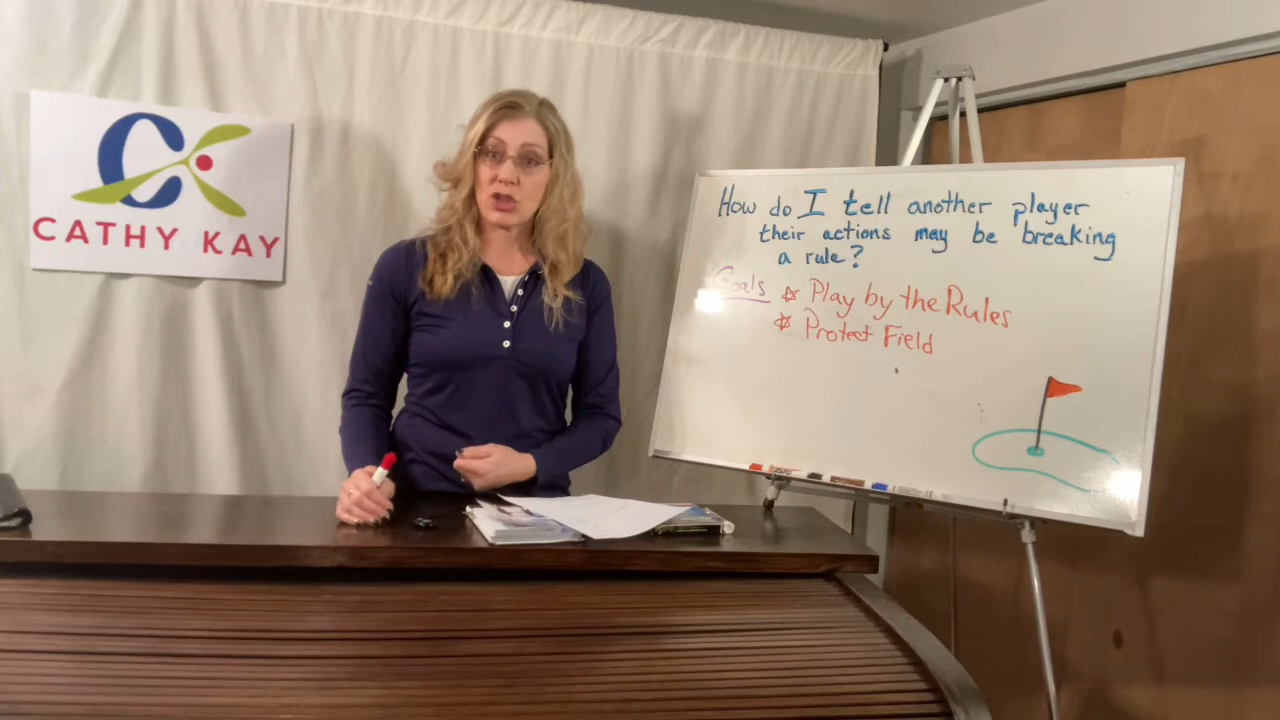 CATHY KAY
How do I tell another player
their actions may be breaking
a rule?
Goals ☆ Play by the Rules
☆ Protect Field